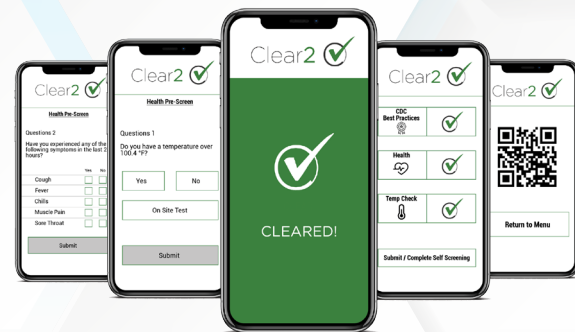 Clear2
Health Pre-Screen
Questions 2
Have you experienced any of the
following symptoms in the last 2
hours?
Yes
No
Cough
Fever
Chills
Muscle Pain
Sore Throat
Submit
Clear2
Health Pre-Screen
Questions 1
Do you have a temperature over
100.4 °F?
Yes
No
On Site Test
Submit
Clear2
CLEARED!
Clear2
CDC
Best Practices
Health
Temp Check
Submit / Complete Self Screening
Clear2
Return to Menu